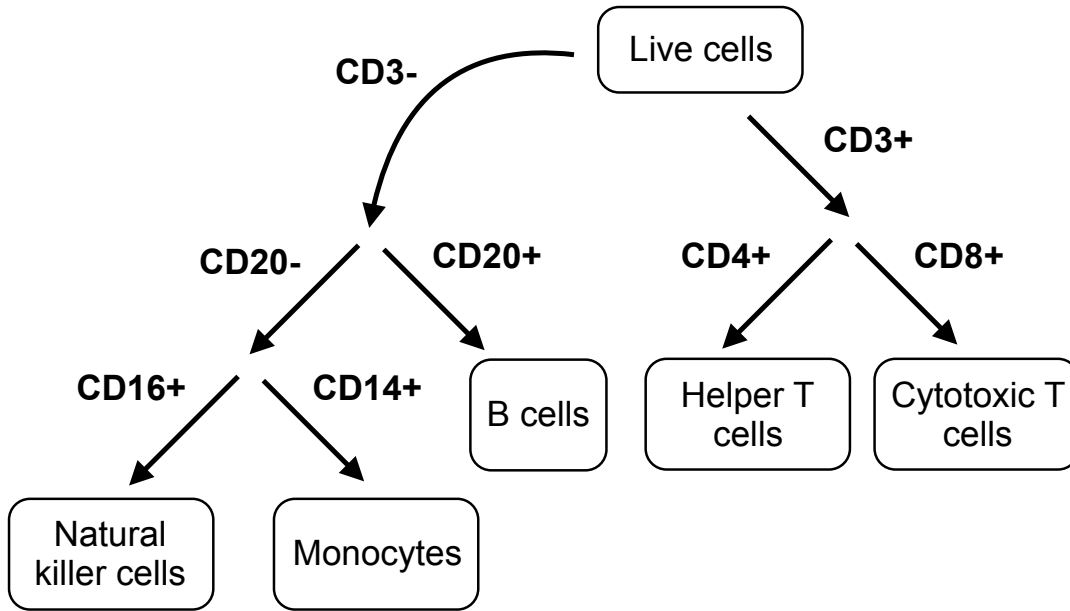 Live cells
CD3-
CD3+
CD20-
CD20+
CD4+
CD8+
CD16+
CD14+
B cells
Helper T
cells
Cytotoxic T
cells
Natural
killer cells
Monocytes